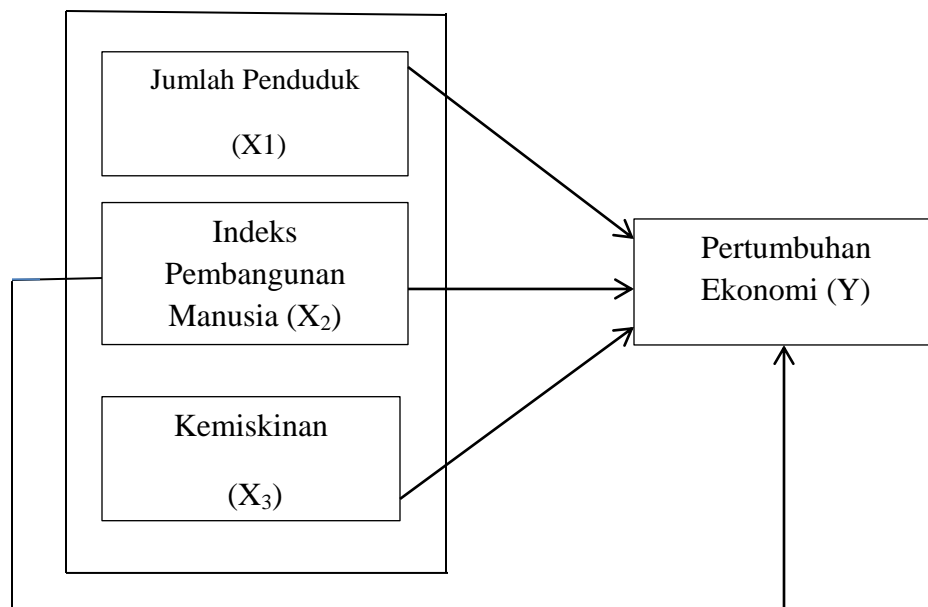 Jumlah Penduduk
(X1)
Indeks
Pembangunan
Manusia (X₂)
Kemiskinan
(X₃)
Pertumbuhan
Ekonomi (Y)